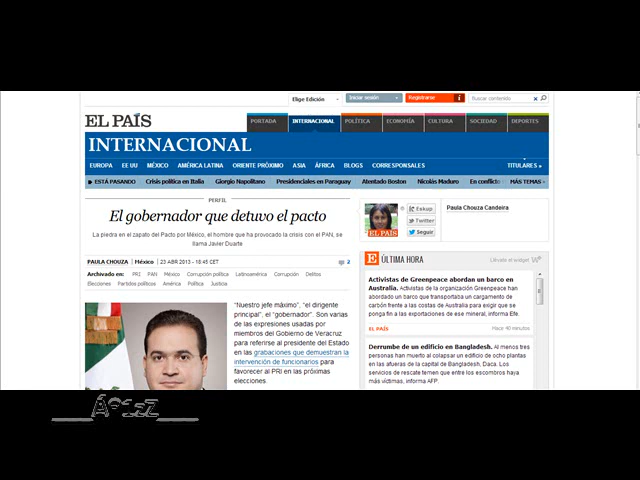 Elige Edición
Iniciar sesión
Registrarse
Buscar contenido
EL PAÍS
PORTADA INTERNACIONAL POLÍTICA ECONOMÍA CULTURA SOCIEDAD DEPORTES
INTERNACIONAL
EUROPA EE UU MÉXICO AMÉRICA LATINA ORIENTE PRÓXIMO ASIA ÁFRICA BLOGS CORRESPONSALES TITULARES »
ESTÁ PASANDO Crisis política en Italia Giorgio Napolitano Presidenciales en Paraguay Atentado Boston Nicolás Maduro En conflicto MÁS TEMAS »
PERFIL
El gobernador que detuvo el pacto
La piedra en el zapato del Pacto por México, el hombre que ha provocado la crisis con el PAN, se
llama Javier Duarte
PAULA CHOUZA | México | 23 ABR 2013 - 18:45 CET 2
Archivado en: PRI PAN México Corrupción política Latinoamérica Corrupción Delitos
Elecciones Partidos políticos América Política Justicia
"Nuestro jefe máximo", "el dirigente
principal", el "gobernador". Son varias
de las expresiones usadas por
miembros del Gobierno de Veracruz
para referirse al presidente del Estado
en las grabaciones que demuestran la
intervención de funcionarios para
favorecer al PRI en las próximas
elecciones.
EL PAÍS
Eskup
Twitter
Seguir
Paula Chouza Candeira
E ÚLTIMA HORA
Llévate el widget
Activistas de Greenpeace abordan un barco en
Australia. Activistas de la organización Greenpeace han
abordado un barco que transportaba un cargamento de
carbón frente a las costas de Australia para exigir que se
ponga fin a las exportaciones de ese mineral, informa Efe.
EL PAÍS Hace 40 minutos
Derrumbe de un edificio en Bangladesh. Al menos tres
personas han muerto al colapsar un edificio de ocho plantas
en las afueras de la capital de Bangladesh, Daca. Los
servicios de rescate temen que entre los escombros haya
más víctimas, informa AFP.